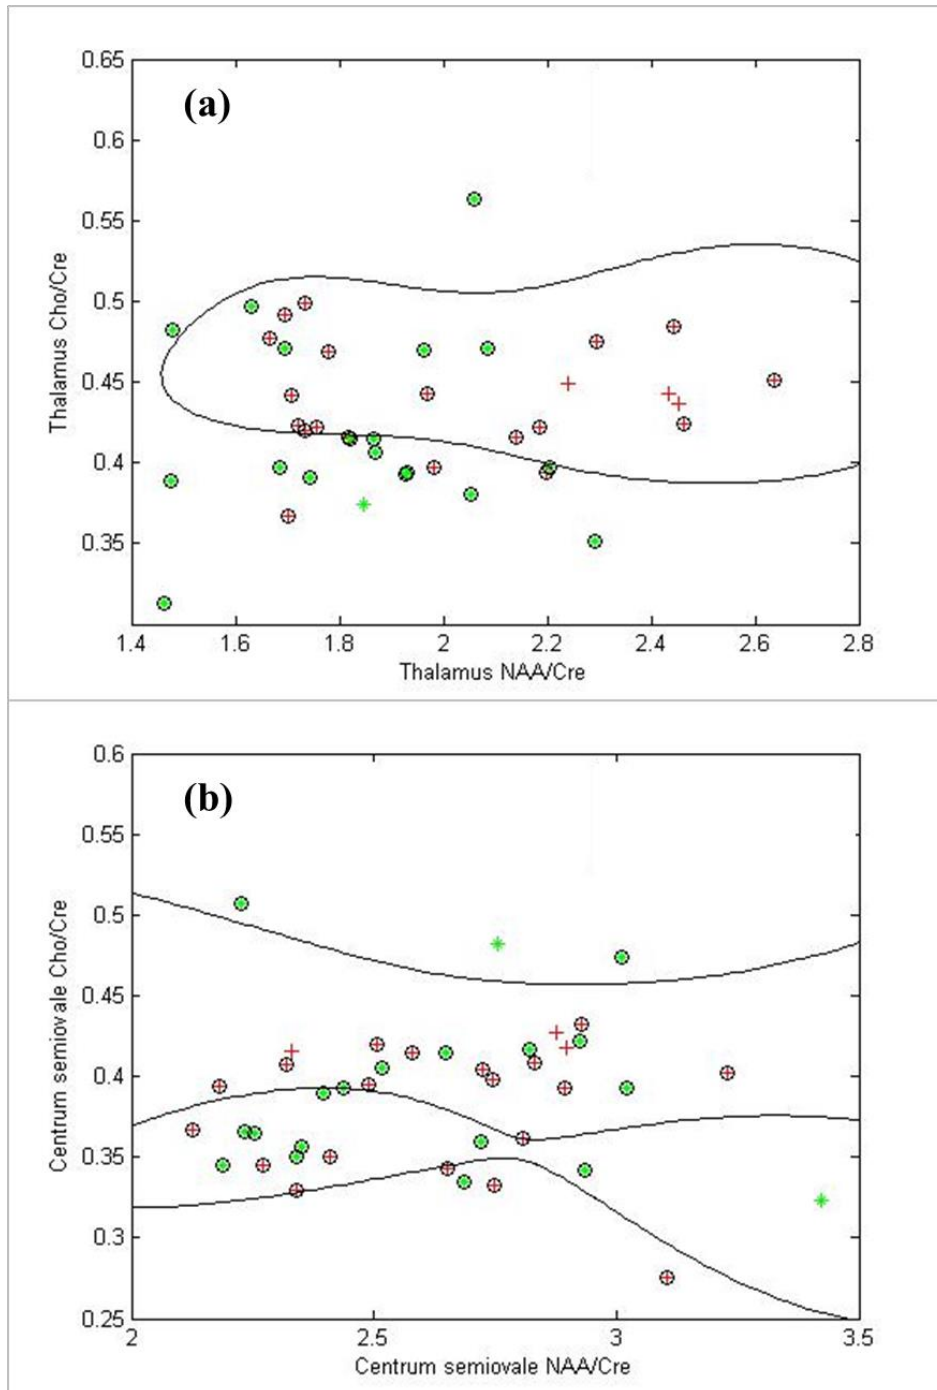 (a)
0.65
0.6
0.55
0.5
0.45
0.4
0.35
Thalamus Cho/Cre
1.4 1.6 1.8 2 2.2 2.4 2.6 2.8
Thalamus NAA/Cre
(b)
0.6
0.55
0.5
0.45
0.4
0.35
0.3
0.25
Centrum semiovale Cho/Cre
2 2.5 3 3.5
Centrum semiovale NAA/Cre